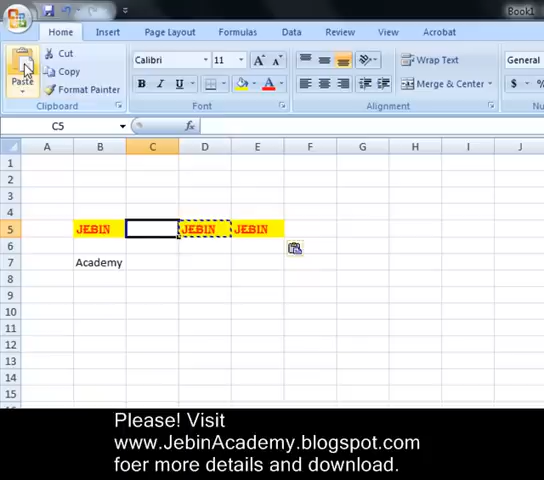 Book1
Home Insert Page Layout Formulas Data Review View Acrobat
Paste
Cut
Copy
Format Painter
Clipboard
Calibri 11 A A
B I U A
Font
Wrap Text
Merge & Center
Alignment
General
$ %
C5 fx
A B C D E F G H I J
1
2
3
4
5 JEBIN JEBIN JEBIN
6
7 Academy
8
9
10
11
12
13
14
15
Please! Visit
www.JebinAcademy.blogspot.com
foer more details and download.